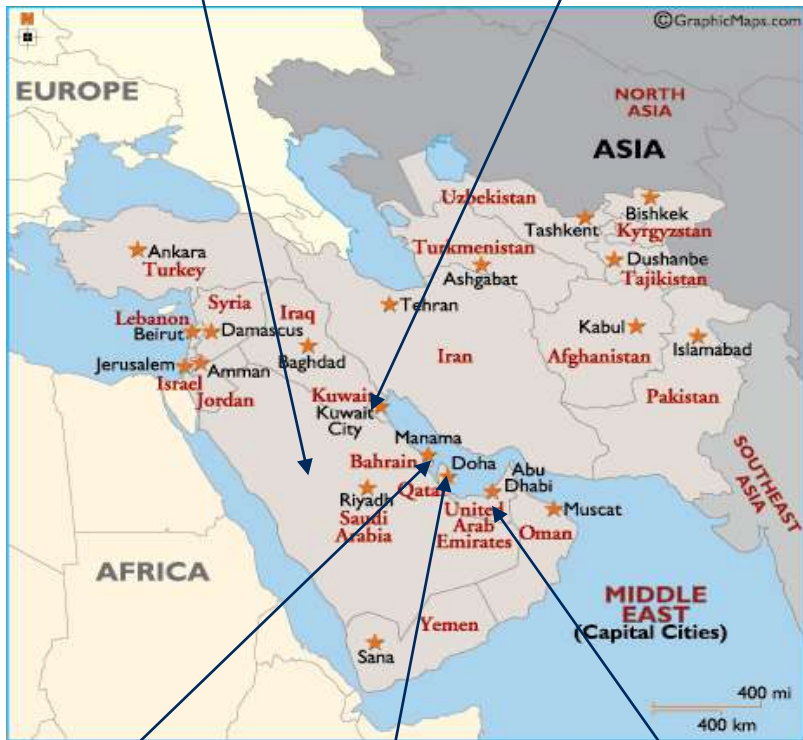 N
©GraphicMaps.com
EUROPE
NORTH
ASIA
ASIA
Uzbekistan
Bishkek
Tashkent
Kyrgyzstan
Ankara
Turkey
Turkmenistan
Ashgabat
Dushanbe
Tajikistan
Syria
Lebanon
Iraq
Tehran
Beirut
Damascus
Kabul
Islamabad
Baghdad
Iran
Afghanistan
Jerusalem
Amman
Israel
Jordan
Kuwait
Kuwait
City
Pakistan
Manama
Bahrain
Doha
Abu
Dhabi
SOUTHEAST
ASIA
Riyadh
Qatar
Saudi
Arabia
United
Arab
Emirates
Muscat
Oman
AFRICA
MIDDLE
EAST
(Capital Cities)
Yemen
Sana
400 mi
400 km